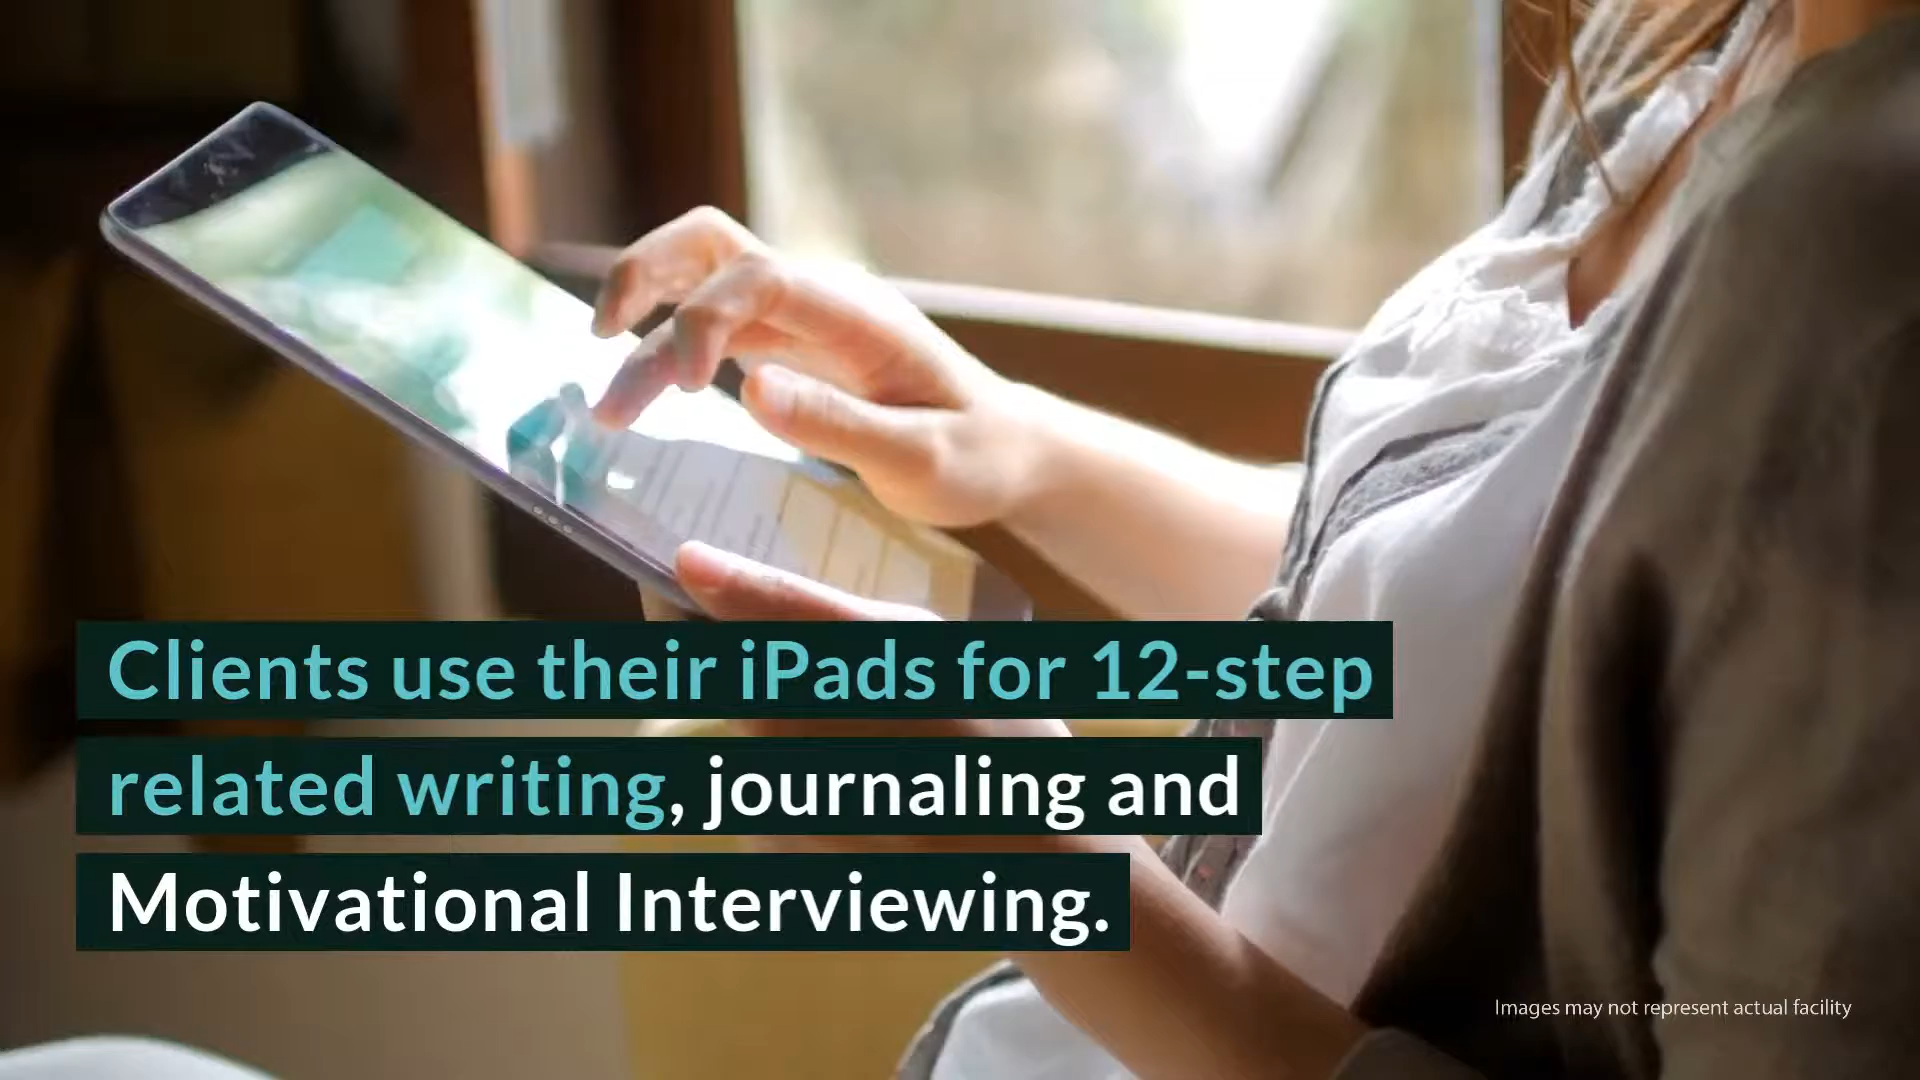 Clients use their iPads for 12-step
related writing, journaling and
Motivational Interviewing.
Images may not represent actual facility